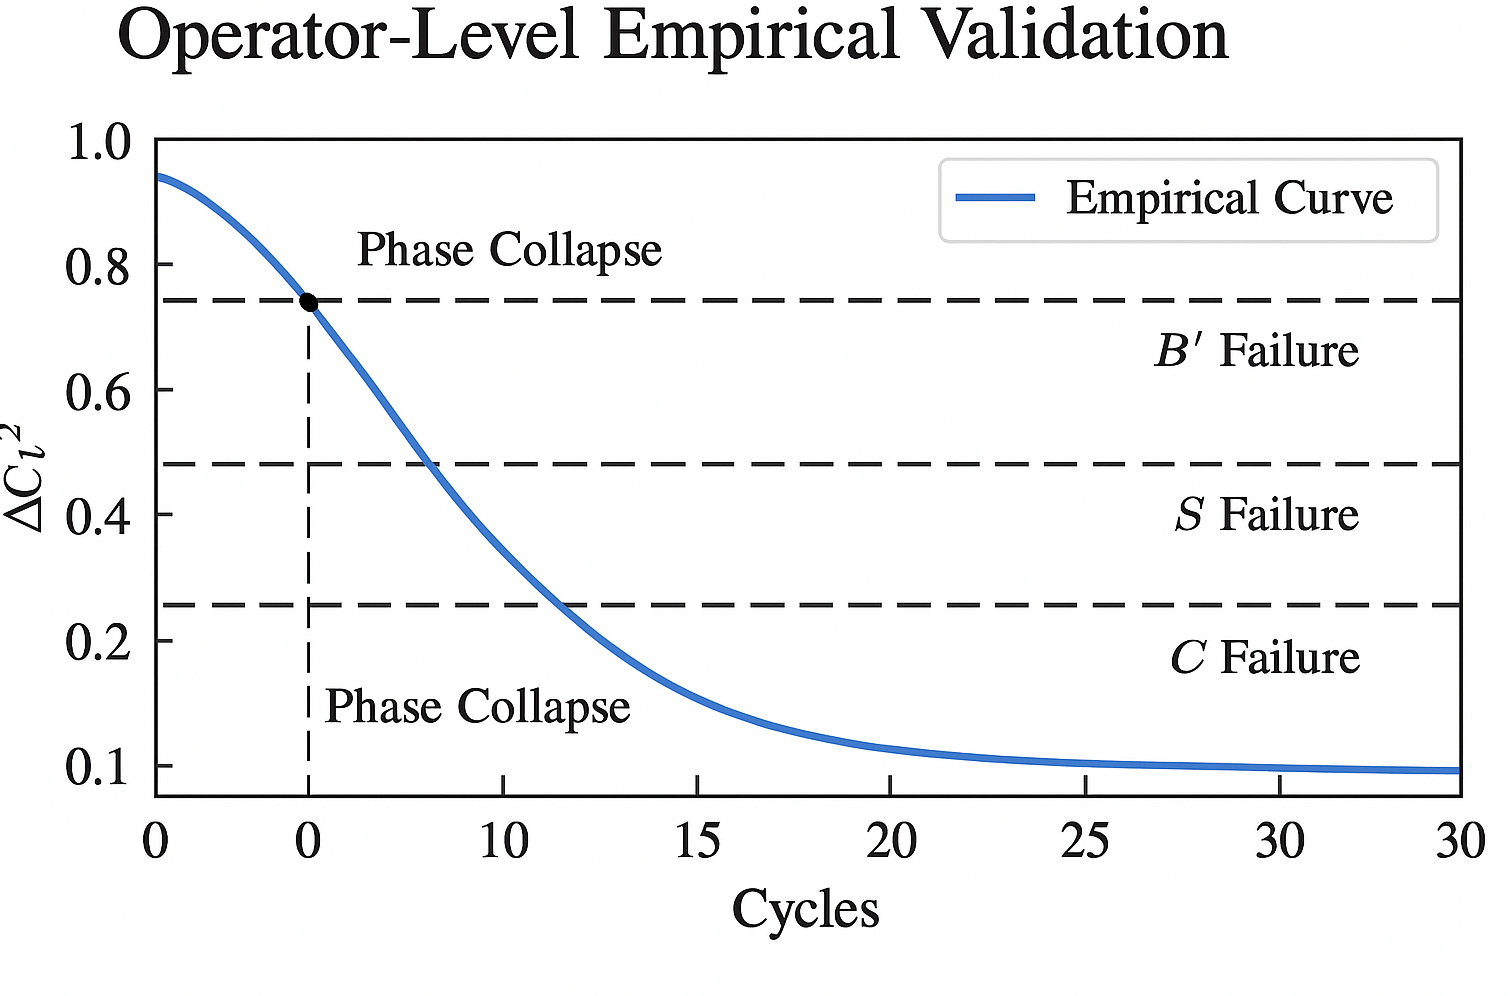 Operator-Level Empirical Validation
1.0
Empirical Curve
Phase Collapse
0.8
B′ Failure
0.6
ΔCι²
S Failure
0.4
C Failure
0.2
Phase Collapse
0.1
0 0 10 15 20 25 30 30
Cycles